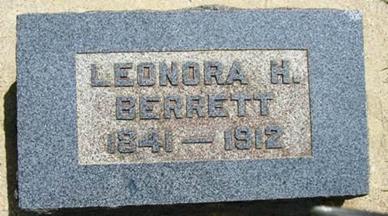 LEONORA H.
BERRETT
1841 — 1912